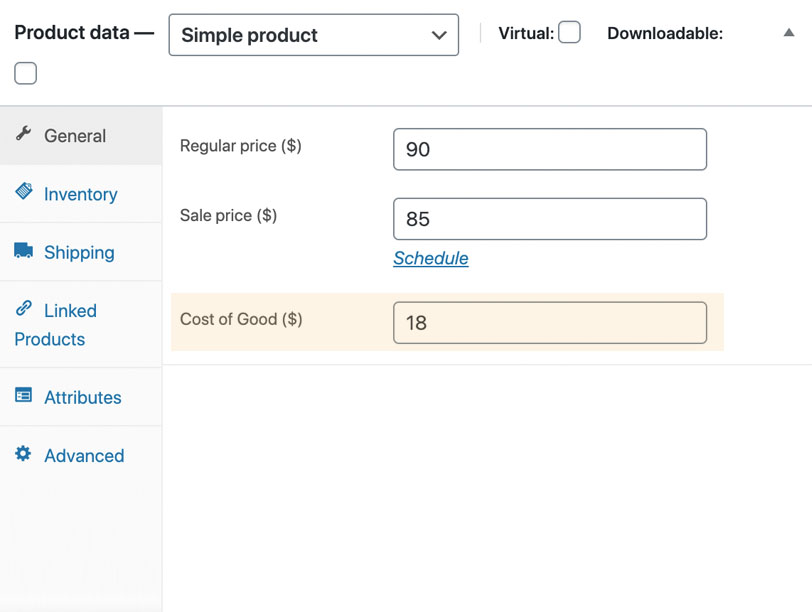 Product data —
Simple product
Virtual:
Downloadable:
General
Inventory
Shipping
Linked
Products
Attributes
Advanced
Regular price ($)
90
Sale price ($)
85
Schedule
Cost of Good ($)
18